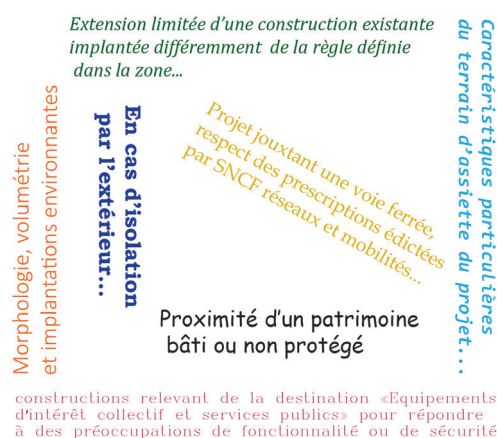 Extension limitée d'une construction existante
implantée différemment de la règle définie
dans la zone...
Caractéristiques particulières
du terrain d'assiette du projet...
Morphologie, volumétrie
et implantations environnantes
En cas d'isolation
par l'extérieur...
Projet jouxtant une voie ferrée,
respect des prescriptions édictées
par SNCF réseaux et mobilités...
Proximité d'un patrimoine
bâti ou non protégé
constructions relevant de la destination «Equipements
d'intérêt collectif et services publics» pour répondre
à des préoccupations de fonctionnalité ou de sécurité